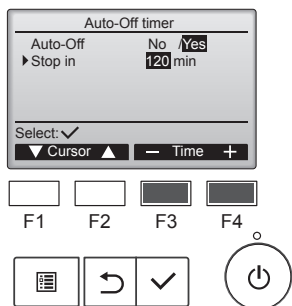 Auto-Off timer
Auto-Off No /Yes
▶Stop in 120 min
Select:✓
▼ Cursor ▲ − Time +
F1 F2 F3 F4